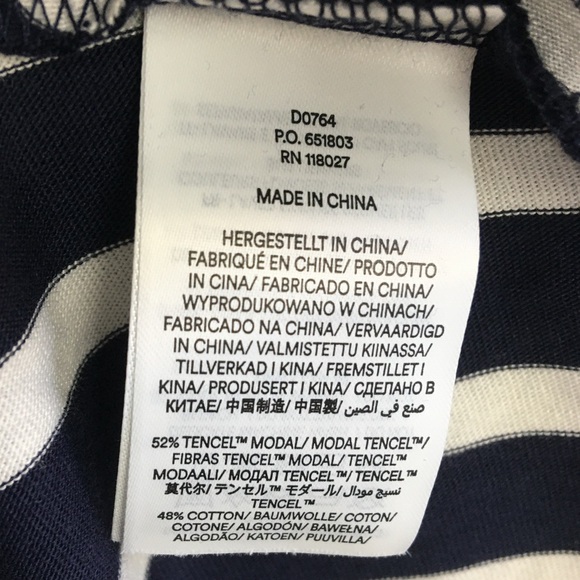 D0764
P.O. 651803
RN 118027
MADE IN CHINA
HERGESTELLT IN CHINA/
FABRIQUÉ EN CHINE/ PRODOTTO
IN CINA/ FABRICADO EN CHINA/
WYPRODUKOWANO W CHINACH/
FABRICADO NA CHINA/ VERVAARDIGD
IN CHINA/ VALMISTETTU KIINASSA/
TILLVERKAD I KINA/ FREMSTILLET I
KINA/ PRODUSERT I KINA/ СДЕЛАНО В
КИТАЕ/ 中国制造/ 中国製/ صنع في الصين/
52% TENCEL™ MODAL/ MODAL TENCEL™/
FIBRAS TENCEL™ MODAL/ TENCEL™
MODAALI/ МОДАЛ TENCEL™/ TENCEL™
莫代尔/ テンセル™ モダール/ نسيج مودال
TENCEL™
48% COTTON/ BAUMWOLLE/ COTON/
COTONE/ ALGODÓN/ BAWEŁNA/
ALGODÃO/ KATOEN/ PUUVILLA/